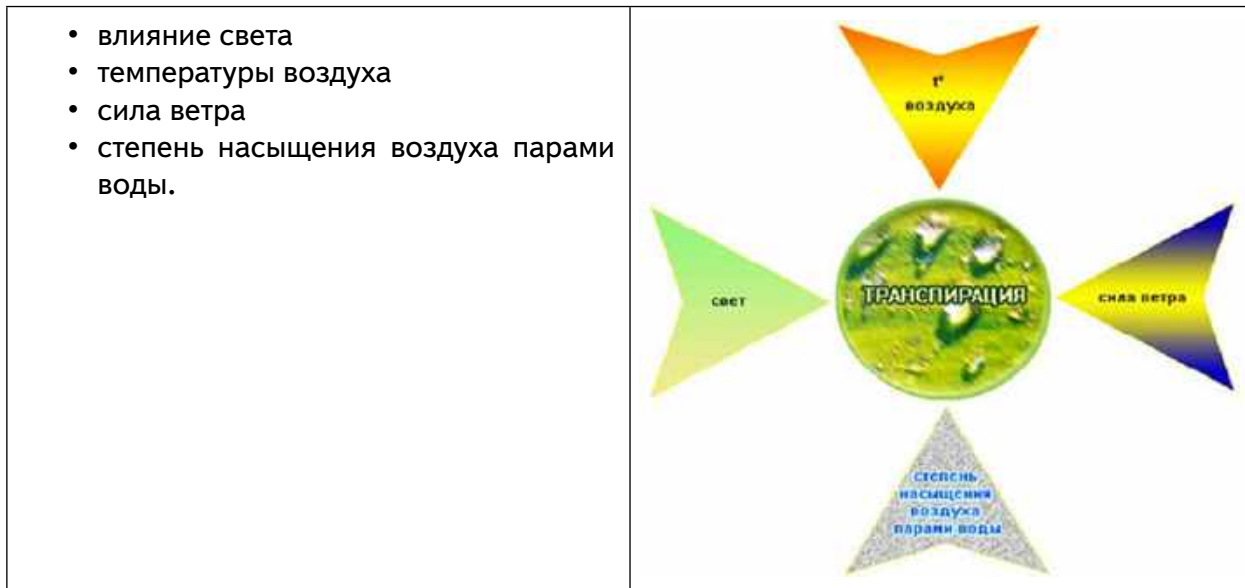 • влияние света
• температуры воздуха
• сила ветра
• степень насыщения воздуха парами
воды.
t°
воздуха
свет
ТРАНСПИРАЦИЯ
сила ветра
степень
насыщения
воздуха
парами воды